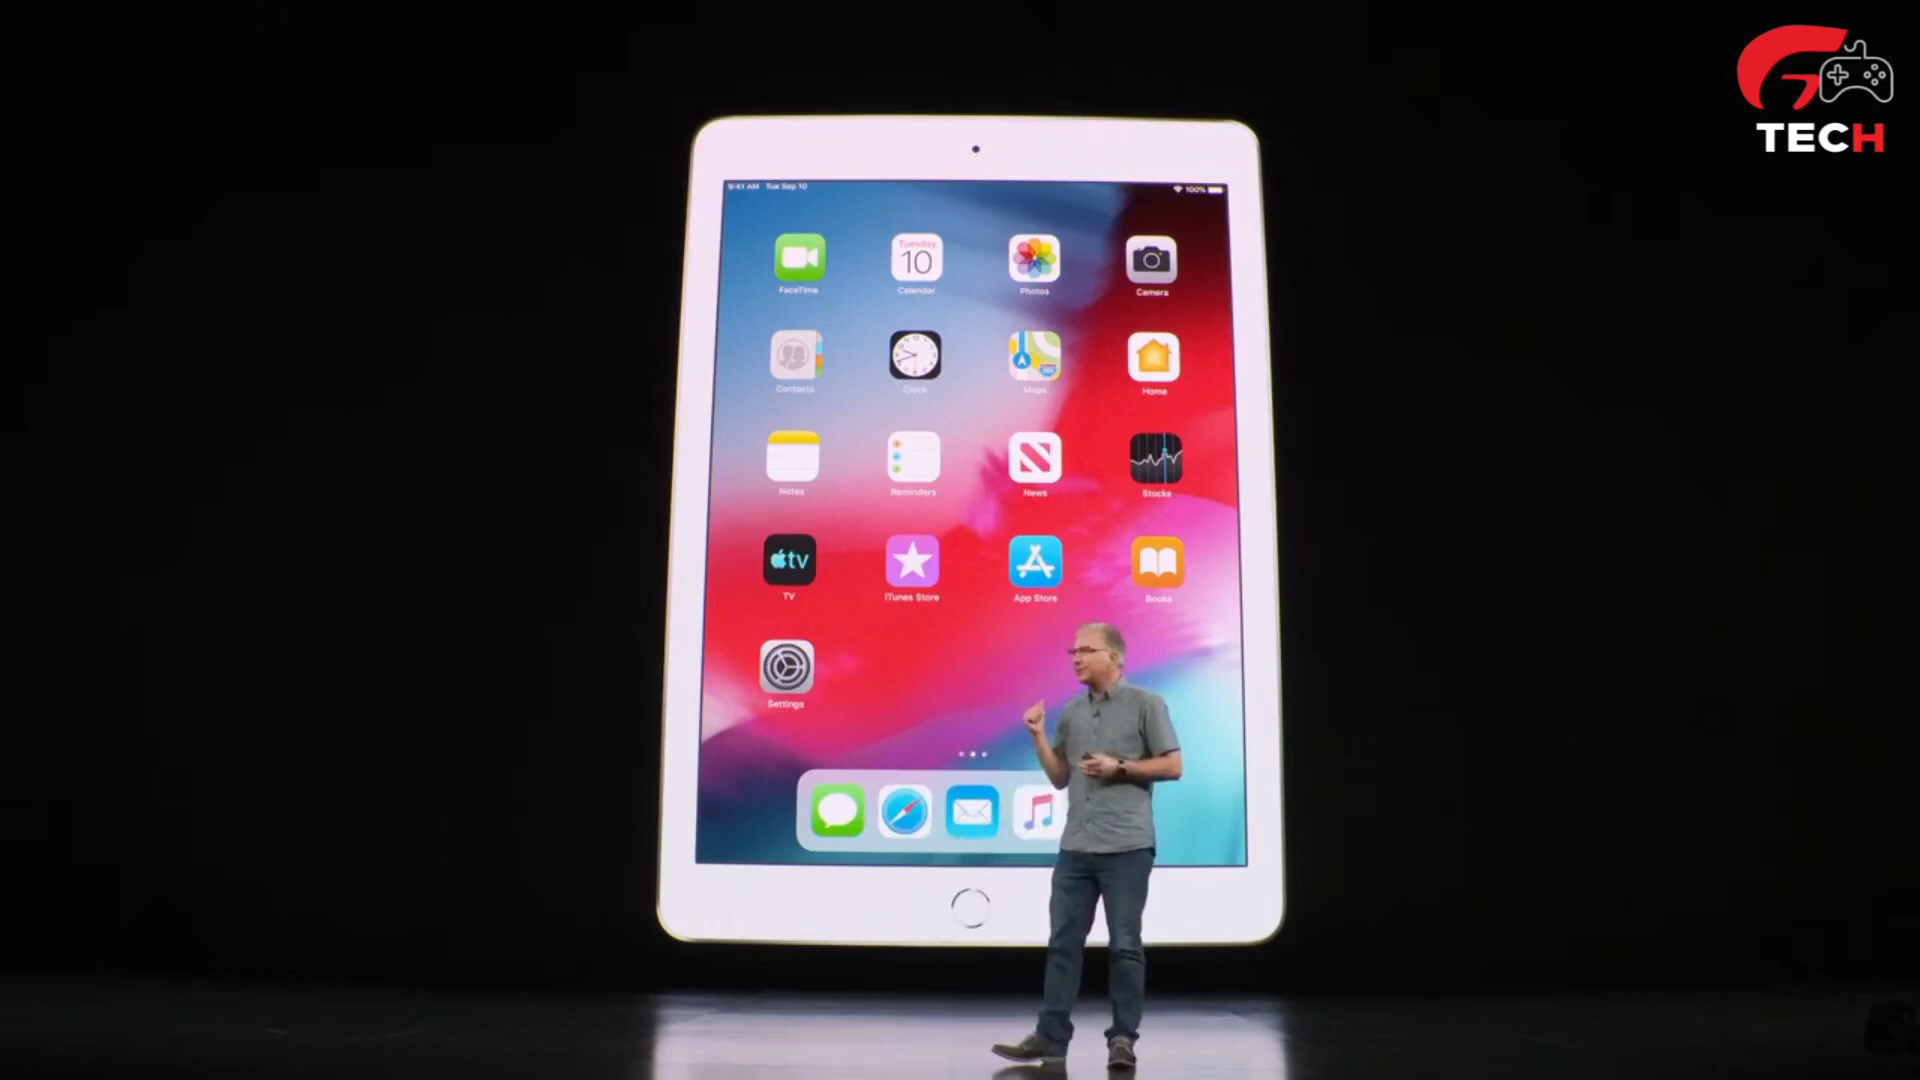 TECH
9:41 AM Tue Sep 10
100%
Tuesday
10
FaceTime Calendar Photos Camera
Contacts Clock Maps Home
Notes Reminders News Stocks
tv
TV iTunes Store App Store Books
Settings